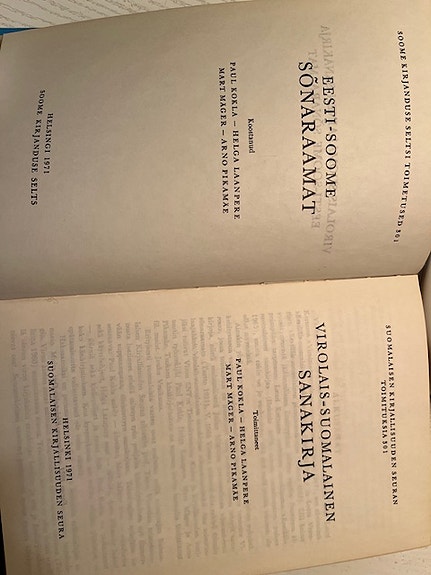 SOOME KIRJANDUSE SELTSI TOIMETUSED 301
EESTI-SOOME
SÕNARAAMAT
Koostanud
PAUL KOKLA — HELGA LAANPERE
MART MÄGER — ARNO PIKAMÄE
HELSINGI 1971
SOOME KIRJANDUSE SELTS
SUOMALAISEN KIRJALLISUUDEN SEURAN
TOIMITUKSIA 301
VIROLAIS-SUOMALAINEN
SANAKIRJA
Toimittaneet
PAUL KOKLA — HELGA LAANPERE
MART MÄGER — ARNO PIKAMÄE
HELSINKI 1971
SUOMALAISEN KIRJALLISUUDEN SEURA